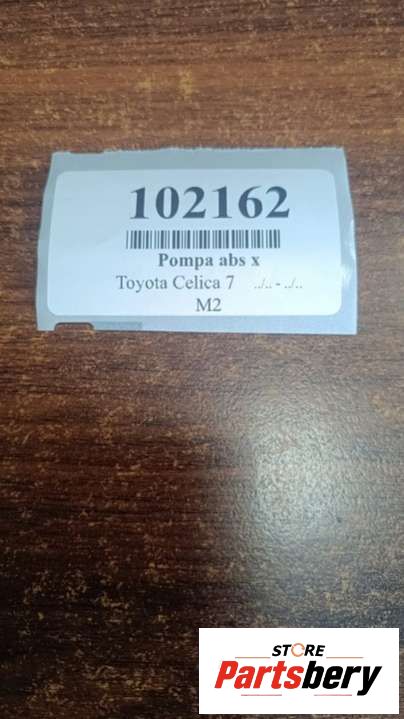 102162
Pompa abs x
Toyota Celica 7 ../.. - ../..
M2
STORE
Partsbery